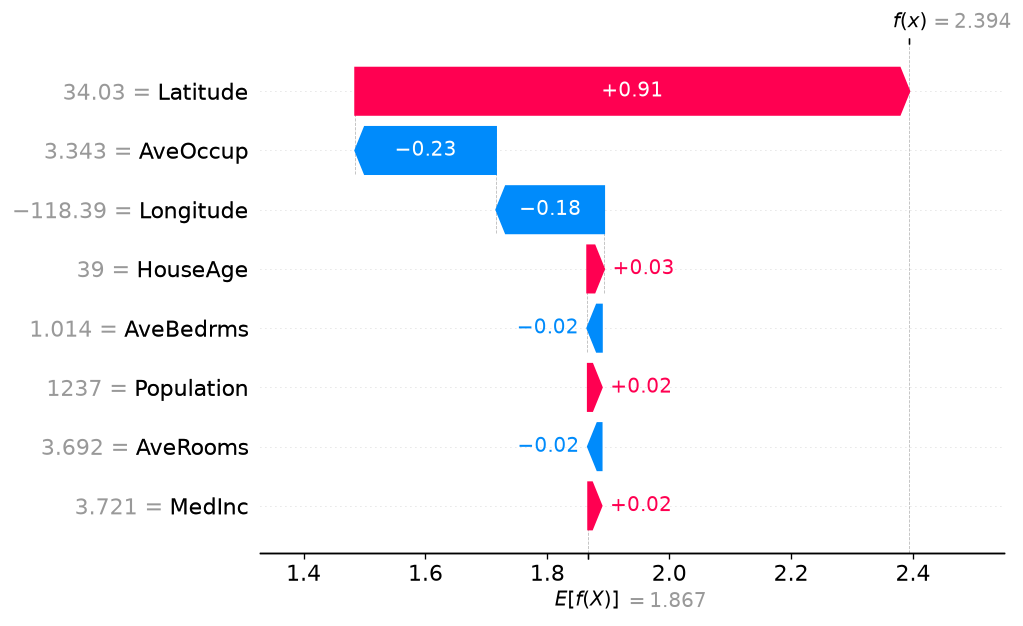 f(x) = 2.394
34.03 = Latitude
+0.91
3.343 = AveOccup
−0.23
−118.39 = Longitude
−0.18
39 = HouseAge
+0.03
1.014 = AveBedrms
−0.02
1237 = Population
+0.02
3.692 = AveRooms
−0.02
3.721 = MedInc
+0.02
1.4 1.6 1.8 2.0 2.2 2.4
E[f(X)] = 1.867